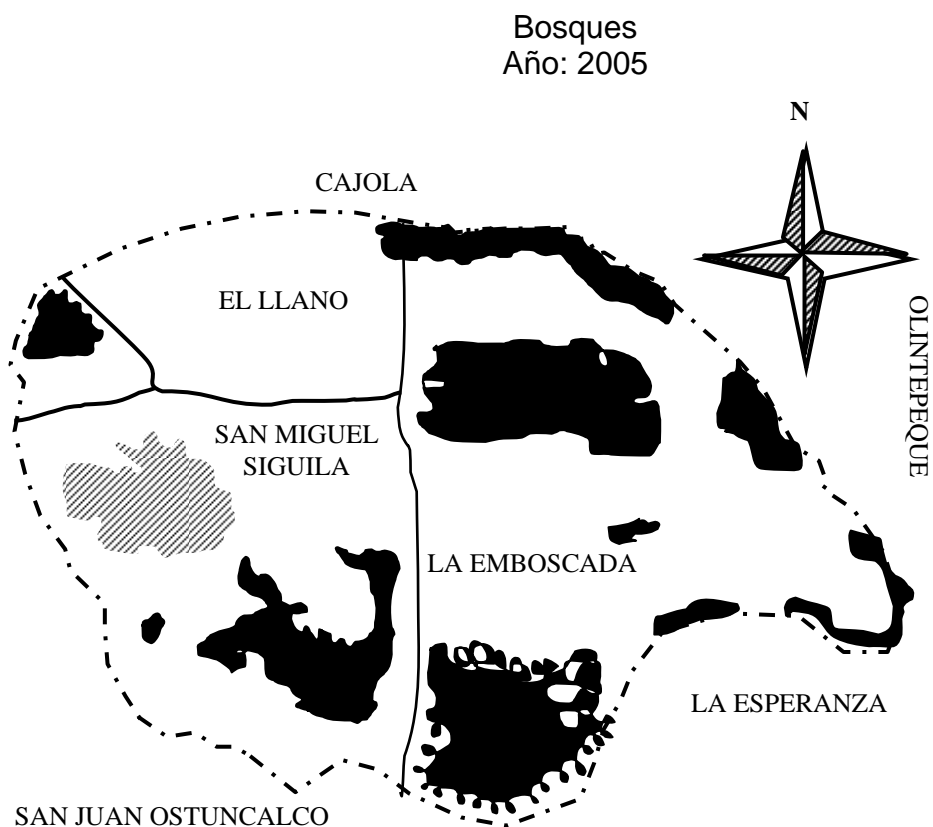 Bosques
Año: 2005
N
CAJOLA
EL LLANO
OLINTEPEQUE
SAN MIGUEL
SIGUILA
LA EMBOSCADA
LA ESPERANZA
SAN JUAN OSTUNCALCO